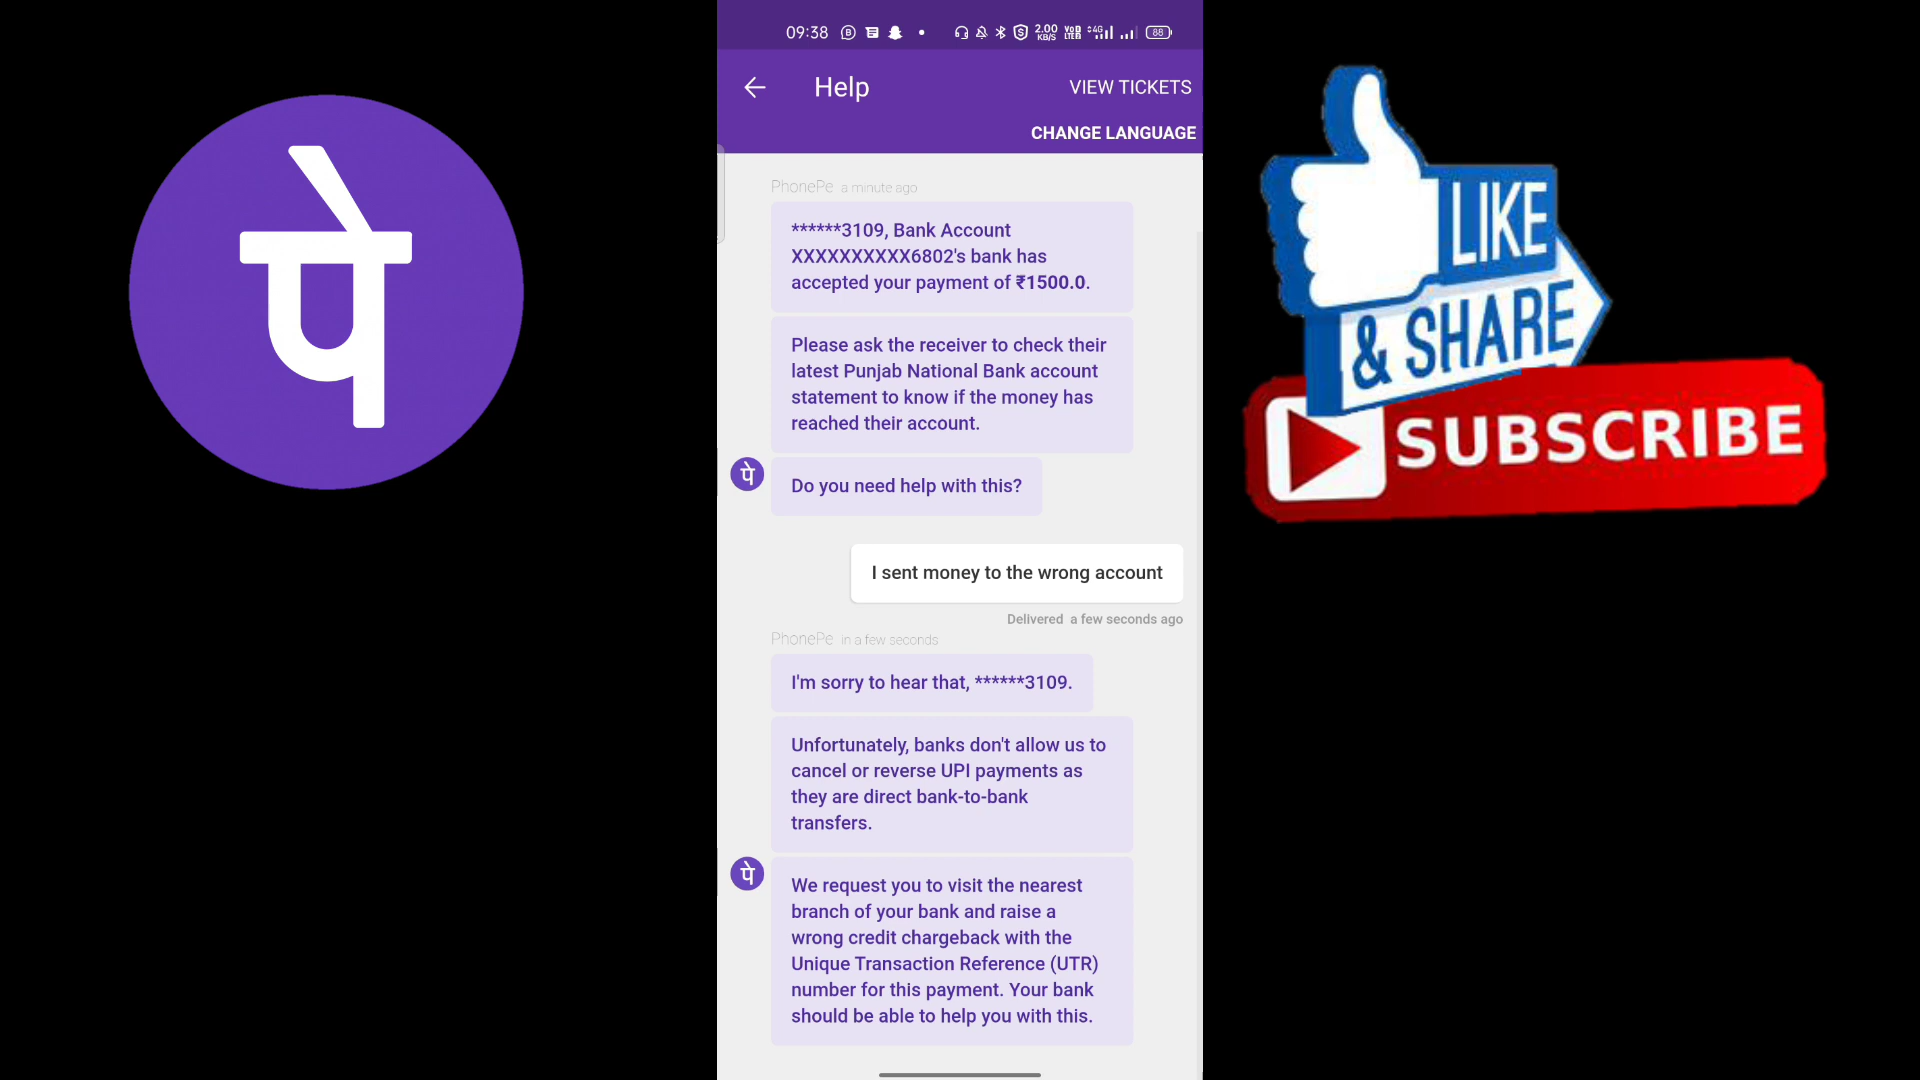 पे
09:38
2.00
KB/S
4G
88
Help
VIEW TICKETS
CHANGE LANGUAGE
PhonePe a minute ago
******3109, Bank Account
XXXXXXXXXX6802's bank has
accepted your payment of ₹1500.0.
Please ask the receiver to check their
latest Punjab National Bank account
statement to know if the money has
reached their account.
पे
Do you need help with this?
I sent money to the wrong account
Delivered a few seconds ago
PhonePe in a few seconds
I'm sorry to hear that, ******3109.
Unfortunately, banks don't allow us to
cancel or reverse UPI payments as
they are direct bank-to-bank
transfers.
पे
We request you to visit the nearest
branch of your bank and raise a
wrong credit chargeback with the
Unique Transaction Reference (UTR)
number for this payment. Your bank
should be able to help you with this.
LIKE
& SHARE
SUBSCRIBE